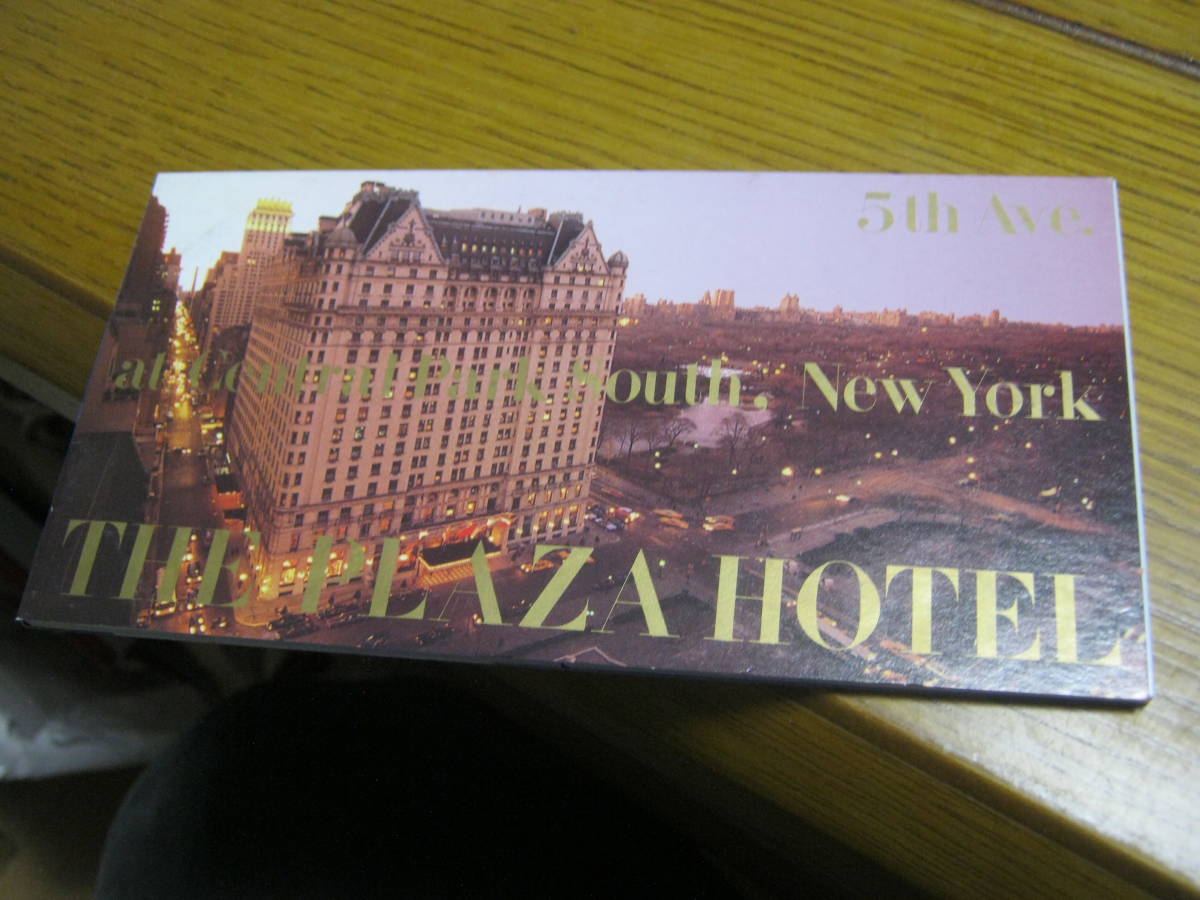 5th Ave.
at Central Park South, New York
THE PLAZA HOTEL